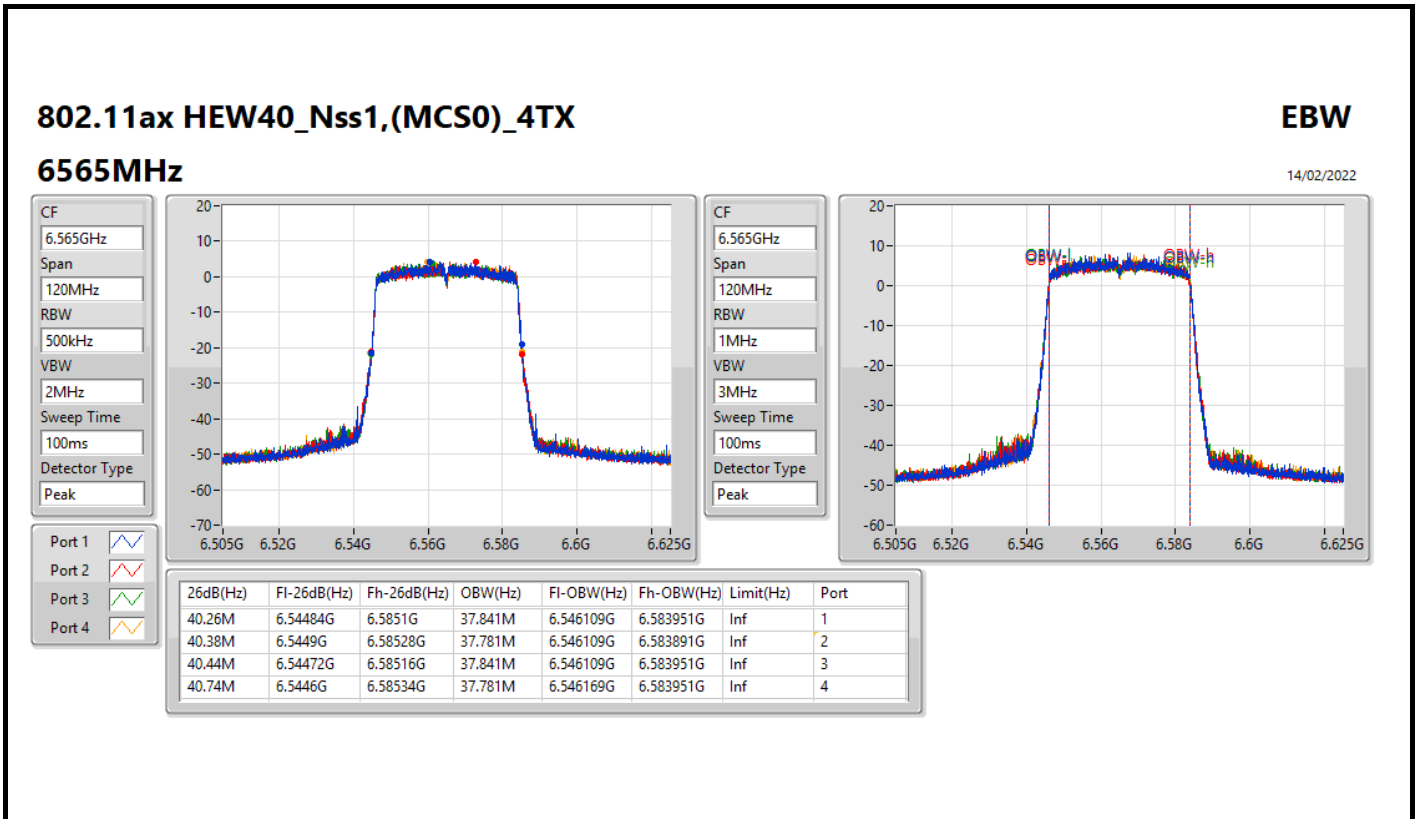 802.11ax HEW40_Nss1,(MCS0)_4TX
EBW
6565MHz
14/02/2022
CF
6.565GHz
Span
120MHz
RBW
500kHz
VBW
2MHz
Sweep Time
100ms
Detector Type
Peak
20
10
0
-10
-20
-30
-40
-50
-60
-70
6.505G 6.52G 6.54G 6.56G 6.58G 6.6G 6.625G
CF
6.565GHz
Span
120MHz
RBW
1MHz
VBW
3MHz
Sweep Time
100ms
Detector Type
Peak
20
10
0
-10
-20
-30
-40
-50
-60
OBW-l OBW-h
6.505G 6.52G 6.54G 6.56G 6.58G 6.6G 6.625G
Port 1
Port 2
Port 3
Port 4
26dB(Hz) Fl-26dB(Hz) Fh-26dB(Hz) OBW(Hz) Fl-OBW(Hz) Fh-OBW(Hz) Limit(Hz) Port
40.26M 6.54484G 6.5851G 37.841M 6.546109G 6.583951G Inf 1
40.38M 6.5449G 6.58528G 37.781M 6.546109G 6.583891G Inf 2
40.44M 6.54472G 6.58516G 37.841M 6.546109G 6.583951G Inf 3
40.74M 6.5446G 6.58534G 37.781M 6.546169G 6.583951G Inf 4